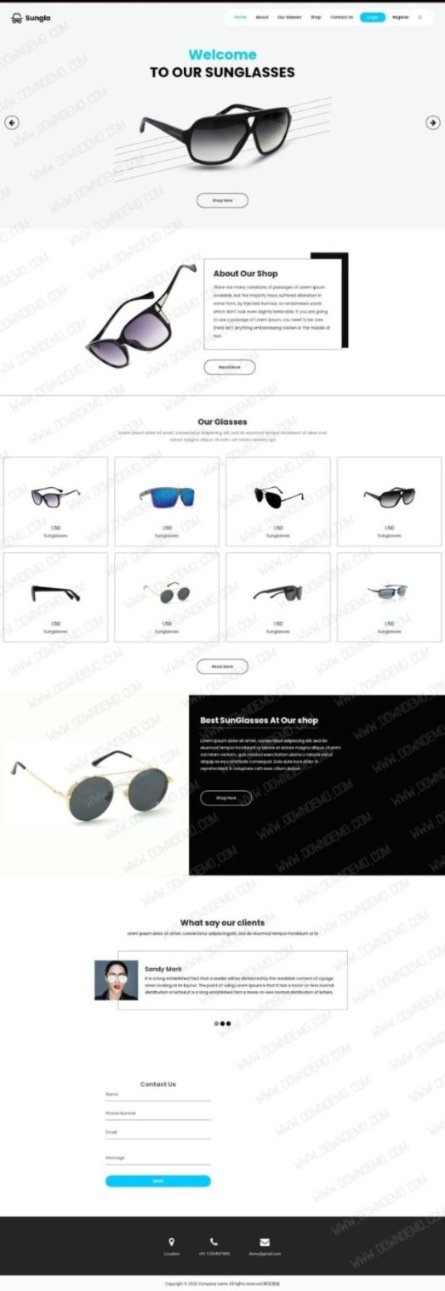 Sungla
Home About Our Glasses Shop Contact Us Login Register
Welcome
TO OUR SUNGLASSES
Shop Now
About Our Shop
There are many variations of passages of Lorem Ipsum
available, but the majority have suffered alteration in
some form, by injected humour, or randomised words
which don't look even slightly believable. If you are going
to use a passage of Lorem Ipsum, you need to be sure
there isn't anything embarrassing hidden in the middle of
text.
Read More
Our Glasses
Lorem ipsum dolor sit amet, consectetur adipiscing elit, sed do eiusmod tempor incididunt ut labore et
dolore magna aliqua. Ut enim ad minim veniam, qui
$50 $50 $50 $50
Sunglasses Sunglasses Sunglasses Sunglasses
$50 $50 $50 $50
Sunglasses Sunglasses Sunglasses Sunglasses
Read More
Best SunGlasses At Our shop
Lorem ipsum dolor sit amet, consectetur adipiscing elit, sed do
eiusmod tempor incididunt ut labore et dolore magna aliqua. Ut enim
ad minim veniam, quis nostrud exercitation ullamco laboris nisi ut
aliquip ex ea commodo consequat. Duis aute irure dolor in
reprehenderit in voluptate velit esse cillum dolore
Shop Now
What say our clients
orem ipsum dolor sit amet, consectetur adipiscing elit, sed do eiusmod tempor incididunt ut la
Sandy Mark
It is a long established fact that a reader will be distracted by the readable content of a page
when looking at its layout. The point of using Lorem Ipsum is that it has a more-or-less normal
distribution of letters,It is a long established fact a more-or-less normal distribution of letters,
Contact Us
Name
Phone Number
Email
Message
Send
Location +01 1234567890 demo@gmail.com
Copyright © 2020.Company name All rights reserved.网页模板
WWW.DOWNDEMO.COM